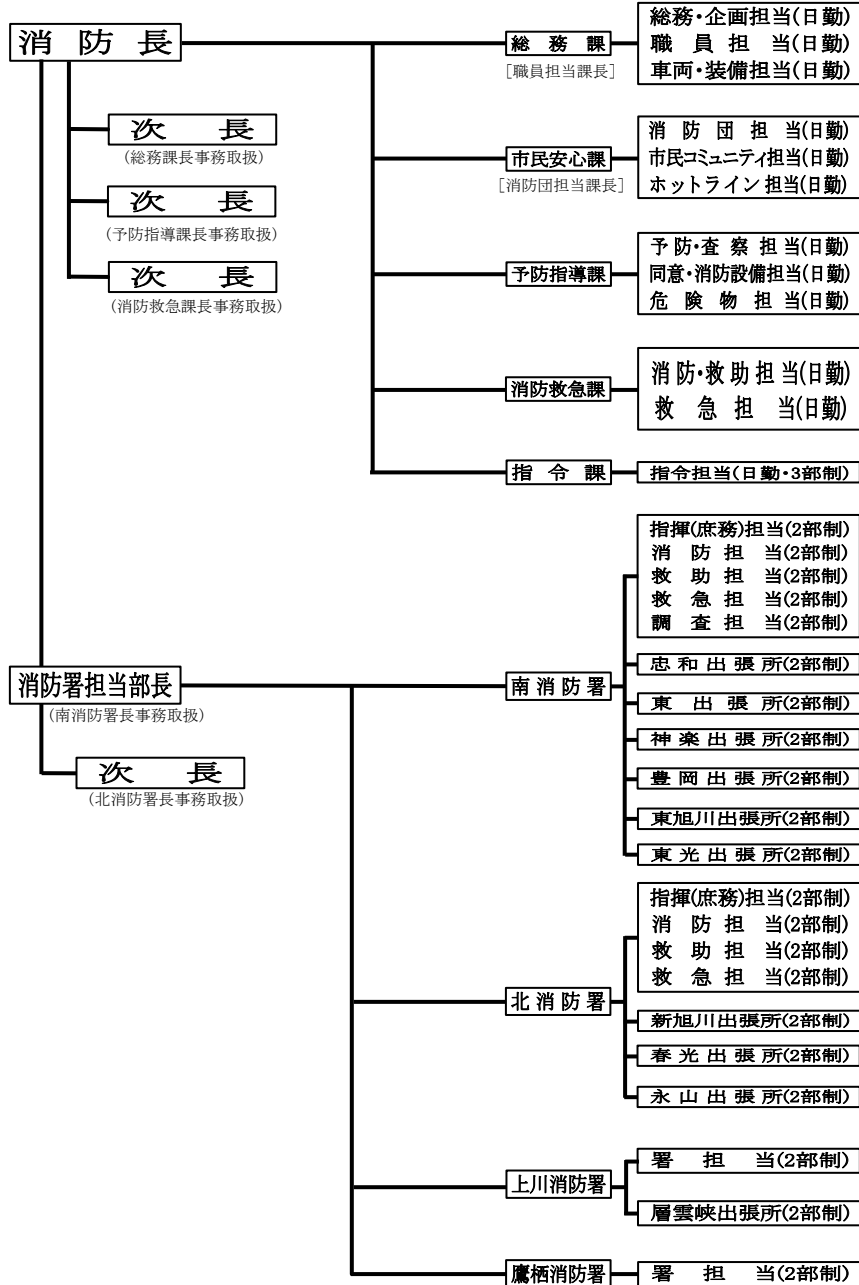 消防長
次長
(総務課長事務取扱)
次長
(予防指導課長事務取扱)
次長
(消防救急課長事務取扱)
総務課
[職員担当課長]
総務・企画担当(日勤)
職員担当(日勤)
車両・装備担当(日勤)
市民安心課
[消防団担当課長]
消防団担当(日勤)
市民コミュニティ担当(日勤)
ホットライン担当(日勤)
予防指導課
予防・査察担当(日勤)
同意・消防設備担当(日勤)
危険物担当(日勤)
消防救急課
消防・救助担当(日勤)
救急担当(日勤)
指令課
指令担当(日勤・3部制)
消防署担当部長
(南消防署長事務取扱)
次長
(北消防署長事務取扱)
南消防署
指揮(庶務)担当(2部制)
消防担当(2部制)
救助担当(2部制)
救急担当(2部制)
調査担当(2部制)
忠和出張所(2部制)
東出張所(2部制)
神楽出張所(2部制)
豊岡出張所(2部制)
東旭川出張所(2部制)
東光出張所(2部制)
北消防署
指揮(庶務)担当(2部制)
消防担当(2部制)
救助担当(2部制)
救急担当(2部制)
新旭川出張所(2部制)
春光出張所(2部制)
永山出張所(2部制)
上川消防署
署担当(2部制)
層雲峡出張所(2部制)
鷹栖消防署
署担当(2部制)